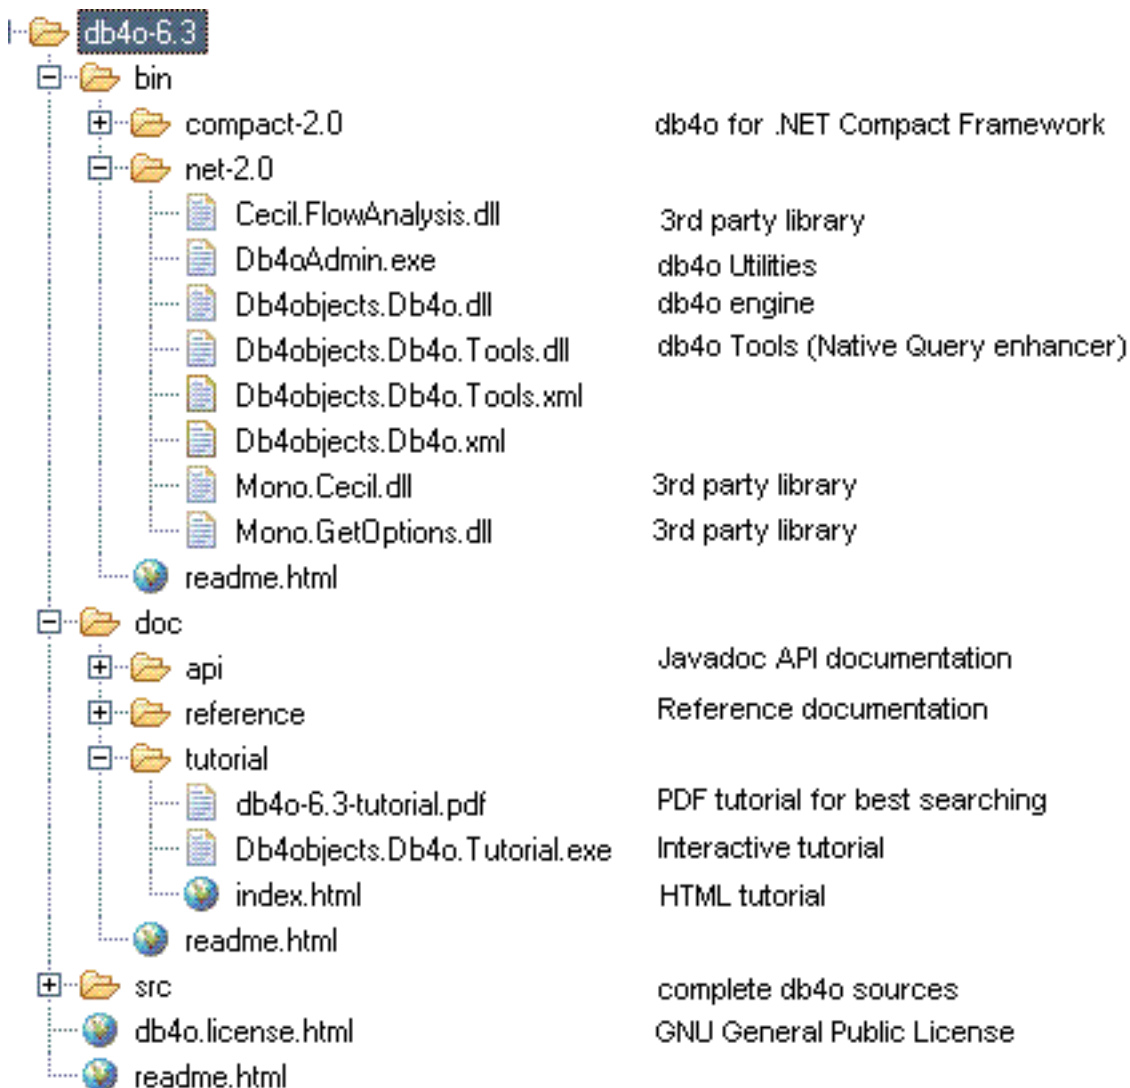 db4o-6.3
bin
compact-2.0 db4o for .NET Compact Framework
net-2.0
Cecil.FlowAnalysis.dll 3rd party library
Db4oAdmin.exe db4o Utilities
Db4objects.Db4o.dll db4o engine
Db4objects.Db4o.Tools.dll db4o Tools (Native Query enhancer)
Db4objects.Db4o.Tools.xml
Db4objects.Db4o.xml
Mono.Cecil.dll 3rd party library
Mono.GetOptions.dll 3rd party library
readme.html
doc
api Javadoc API documentation
reference Reference documentation
tutorial
db4o-6.3-tutorial.pdf PDF tutorial for best searching
Db4objects.Db4o.Tutorial.exe Interactive tutorial
index.html HTML tutorial
readme.html
src complete db4o sources
db4o.license.html GNU General Public License
readme.html